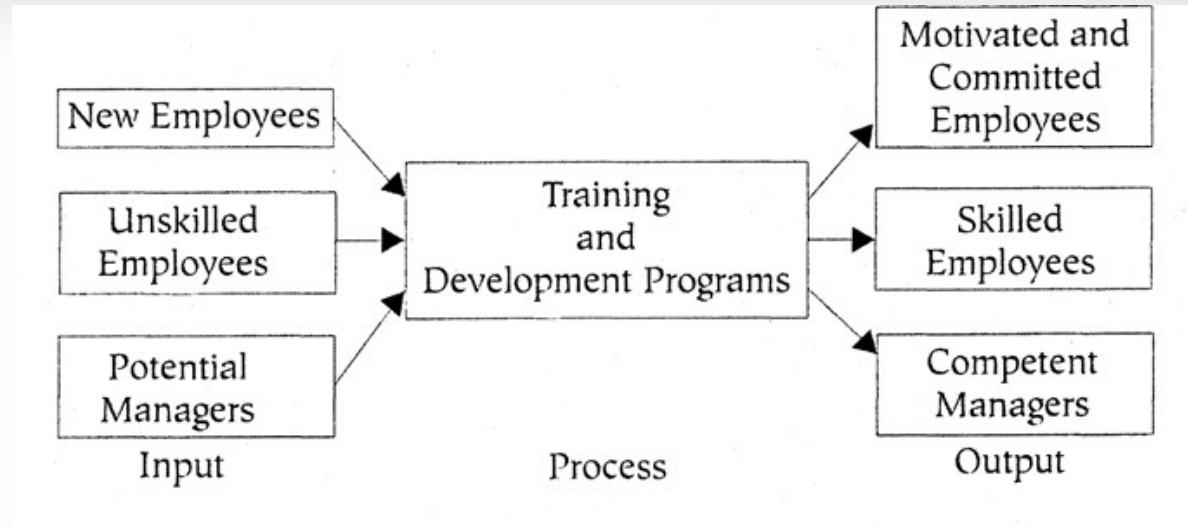 New Employees
Unskilled
Employees
Potential
Managers
Input
Training
and
Development Programs
Process
Motivated and
Committed
Employees
Skilled
Employees
Competent
Managers
Output